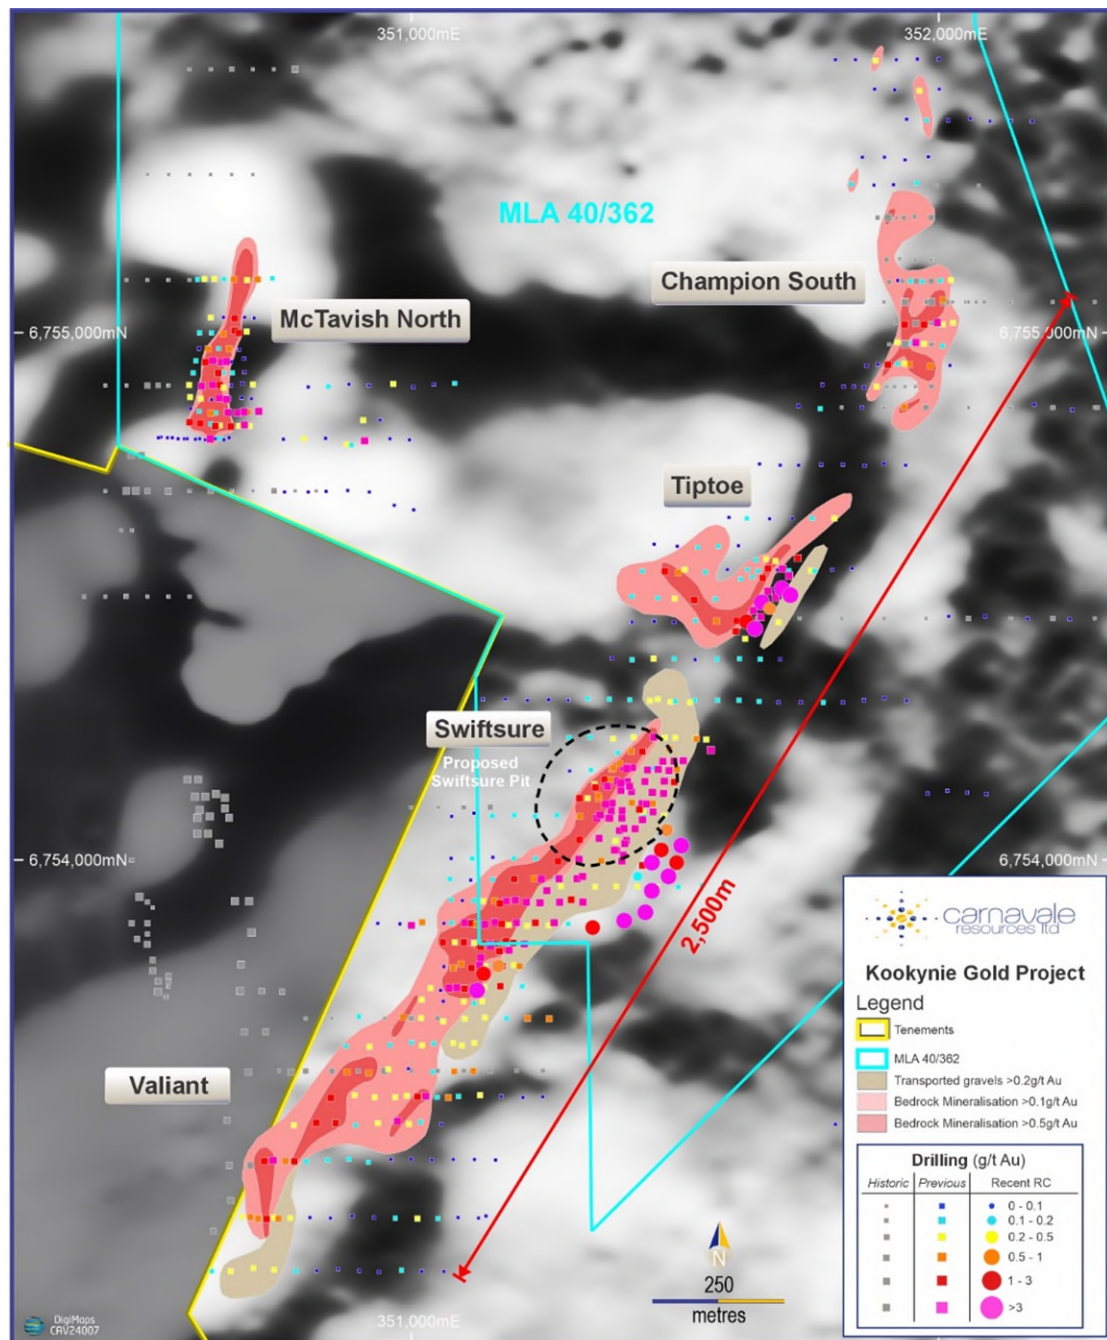 351,000mE
352,000mE
MLA 40/362
Champion South
McTavish North
6,755,000mN
6,755,000mN
Tiptoe
Swiftsure
Proposed
Swiftsure Pit
6,754,000mN
6,754,000mN
2,500m
Valiant
carnavale
resources ltd
Kookynie Gold Project
Legend
Tenements
MLA 40/362
Transported gravels >0.2g/t Au
Bedrock Mineralisation >0.1g/t Au
Bedrock Mineralisation >0.5g/t Au
Drilling (g/t Au)
Historic Previous Recent RC
0 - 0.1
0.1 - 0.2
0.2 - 0.5
0.5 - 1
1 - 3
>3
N
250
metres
351,000mE
DigiMaps
CAV24007